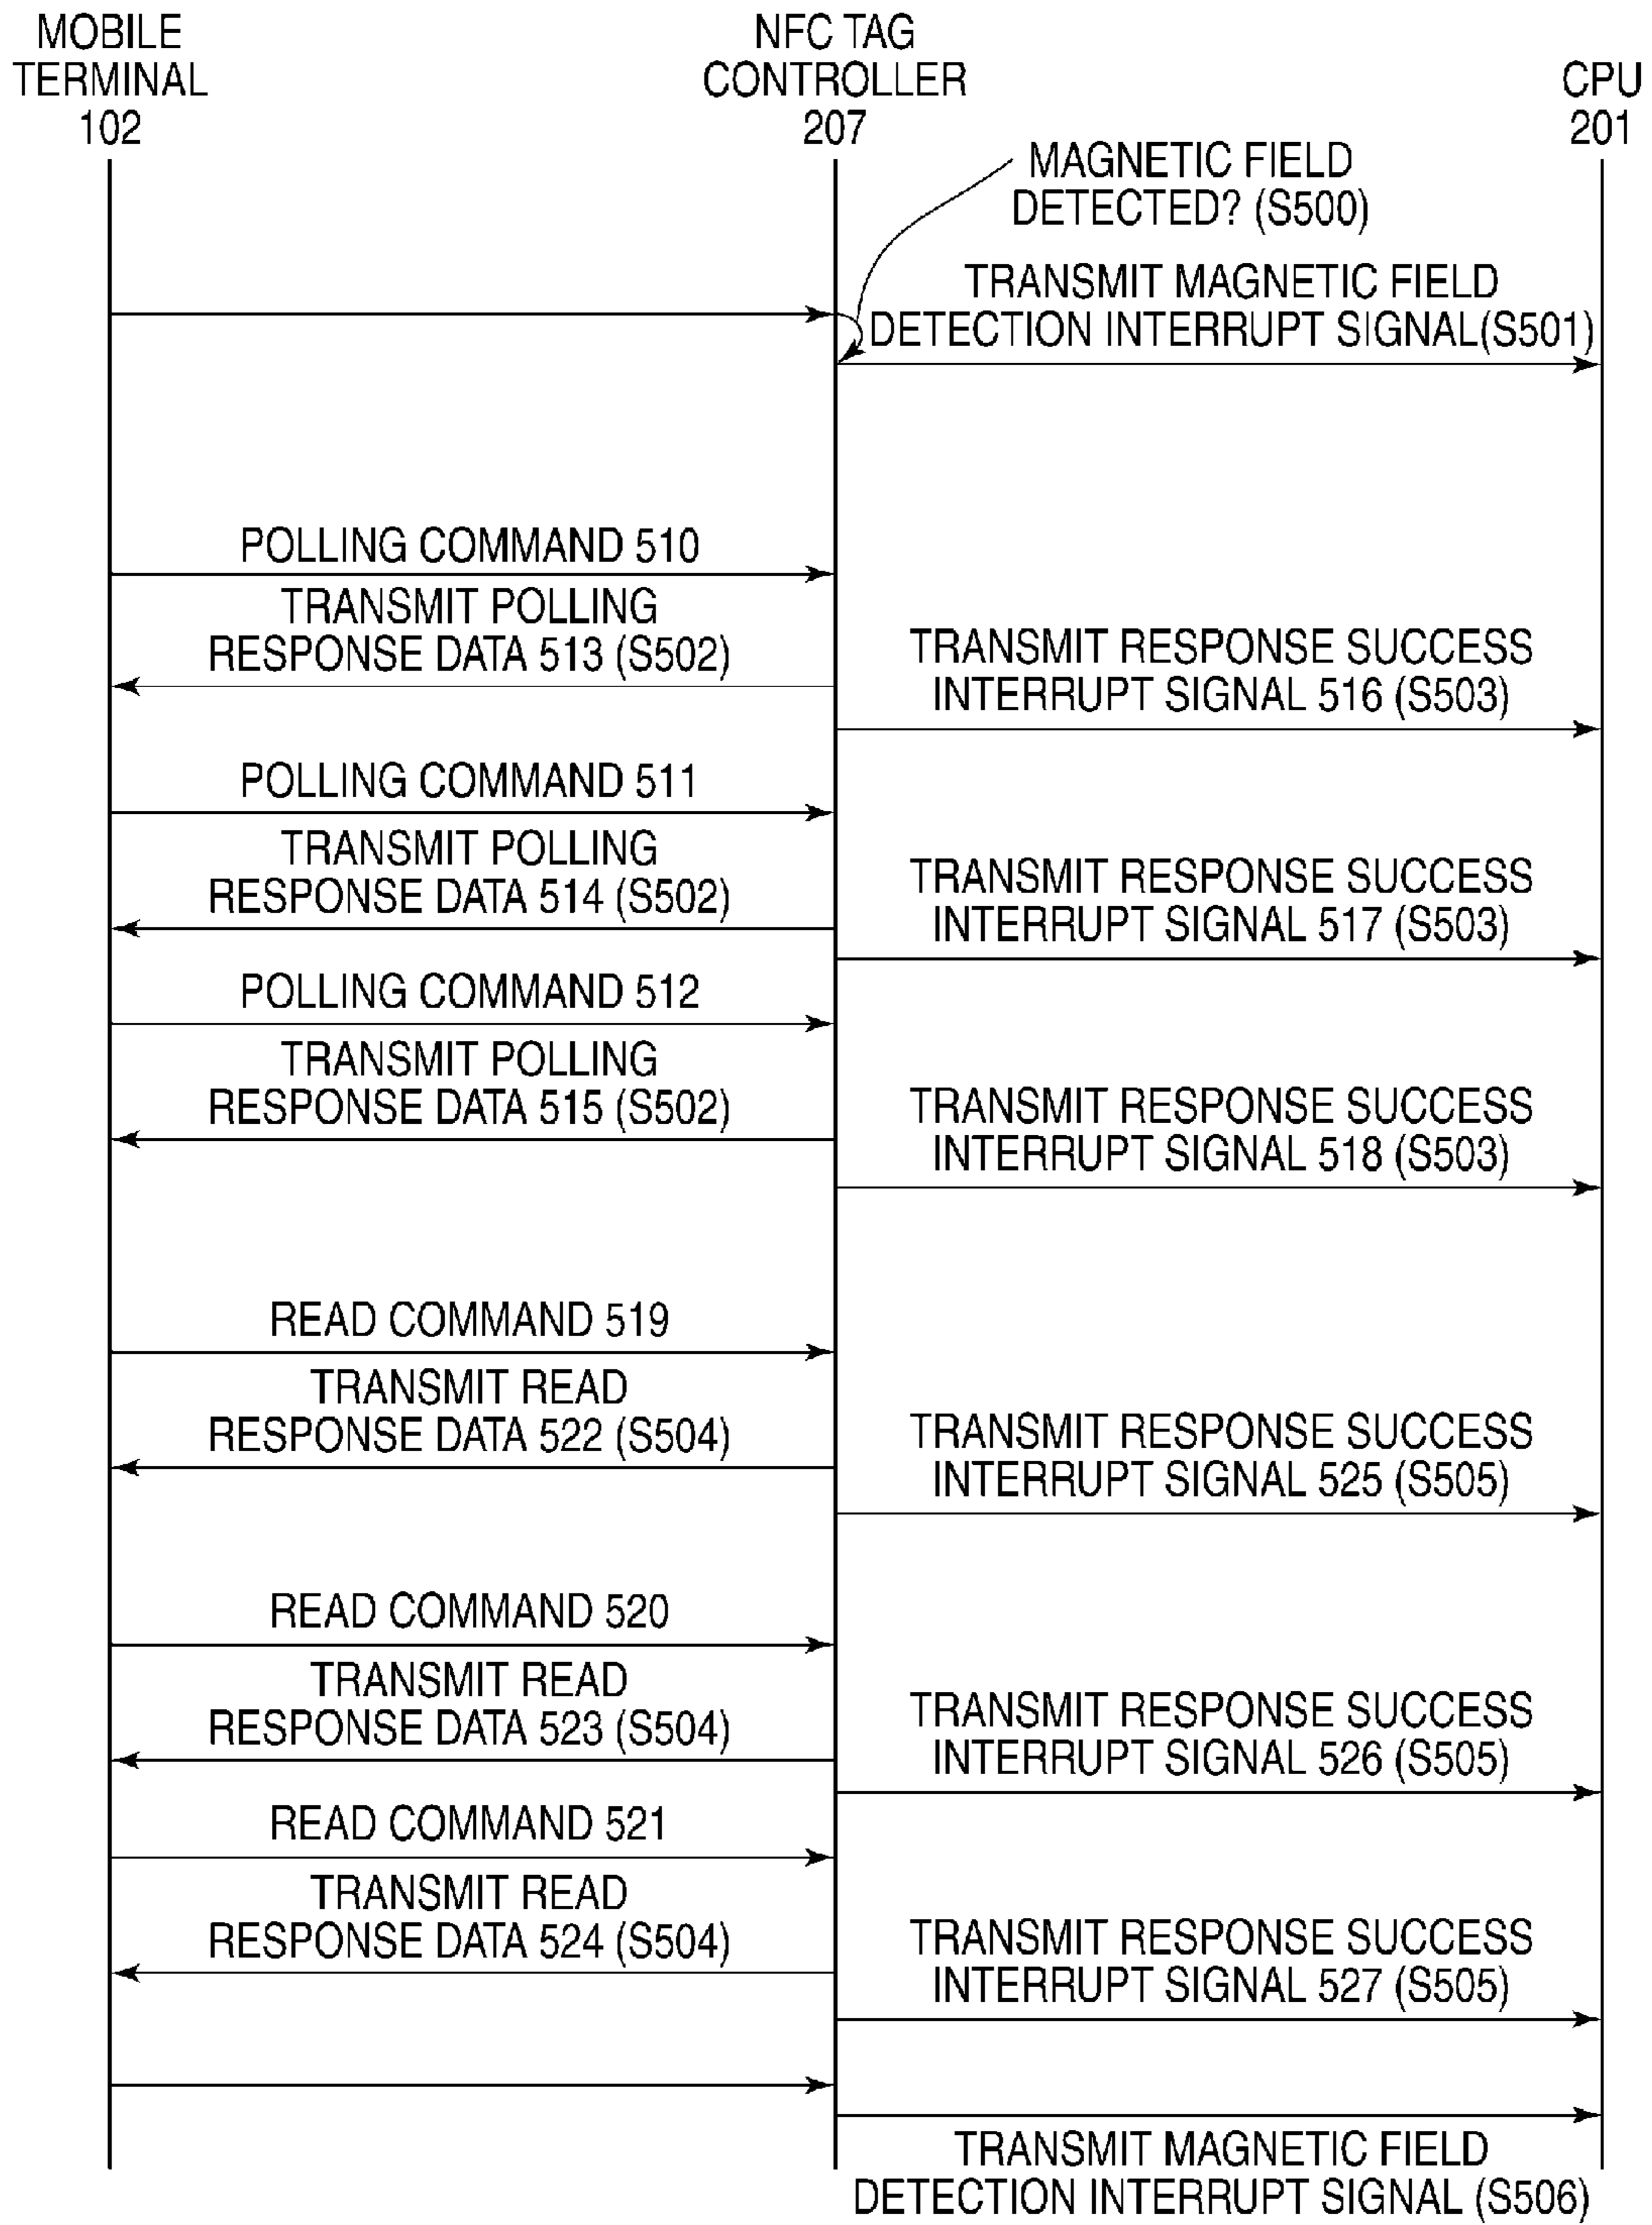 MOBILE
TERMINAL
102
NFC TAG
CONTROLLER
207
CPU
201
MAGNETIC FIELD
DETECTED? (S500)
TRANSMIT MAGNETIC FIELD
DETECTION INTERRUPT SIGNAL(S501)
POLLING COMMAND 510
TRANSMIT POLLING
RESPONSE DATA 513 (S502)
TRANSMIT RESPONSE SUCCESS
INTERRUPT SIGNAL 516 (S503)
POLLING COMMAND 511
TRANSMIT POLLING
RESPONSE DATA 514 (S502)
TRANSMIT RESPONSE SUCCESS
INTERRUPT SIGNAL 517 (S503)
POLLING COMMAND 512
TRANSMIT POLLING
RESPONSE DATA 515 (S502)
TRANSMIT RESPONSE SUCCESS
INTERRUPT SIGNAL 518 (S503)
READ COMMAND 519
TRANSMIT READ
RESPONSE DATA 522 (S504)
TRANSMIT RESPONSE SUCCESS
INTERRUPT SIGNAL 525 (S505)
READ COMMAND 520
TRANSMIT READ
RESPONSE DATA 523 (S504)
TRANSMIT RESPONSE SUCCESS
INTERRUPT SIGNAL 526 (S505)
READ COMMAND 521
TRANSMIT READ
RESPONSE DATA 524 (S504)
TRANSMIT RESPONSE SUCCESS
INTERRUPT SIGNAL 527 (S505)
TRANSMIT MAGNETIC FIELD
DETECTION INTERRUPT SIGNAL (S506)